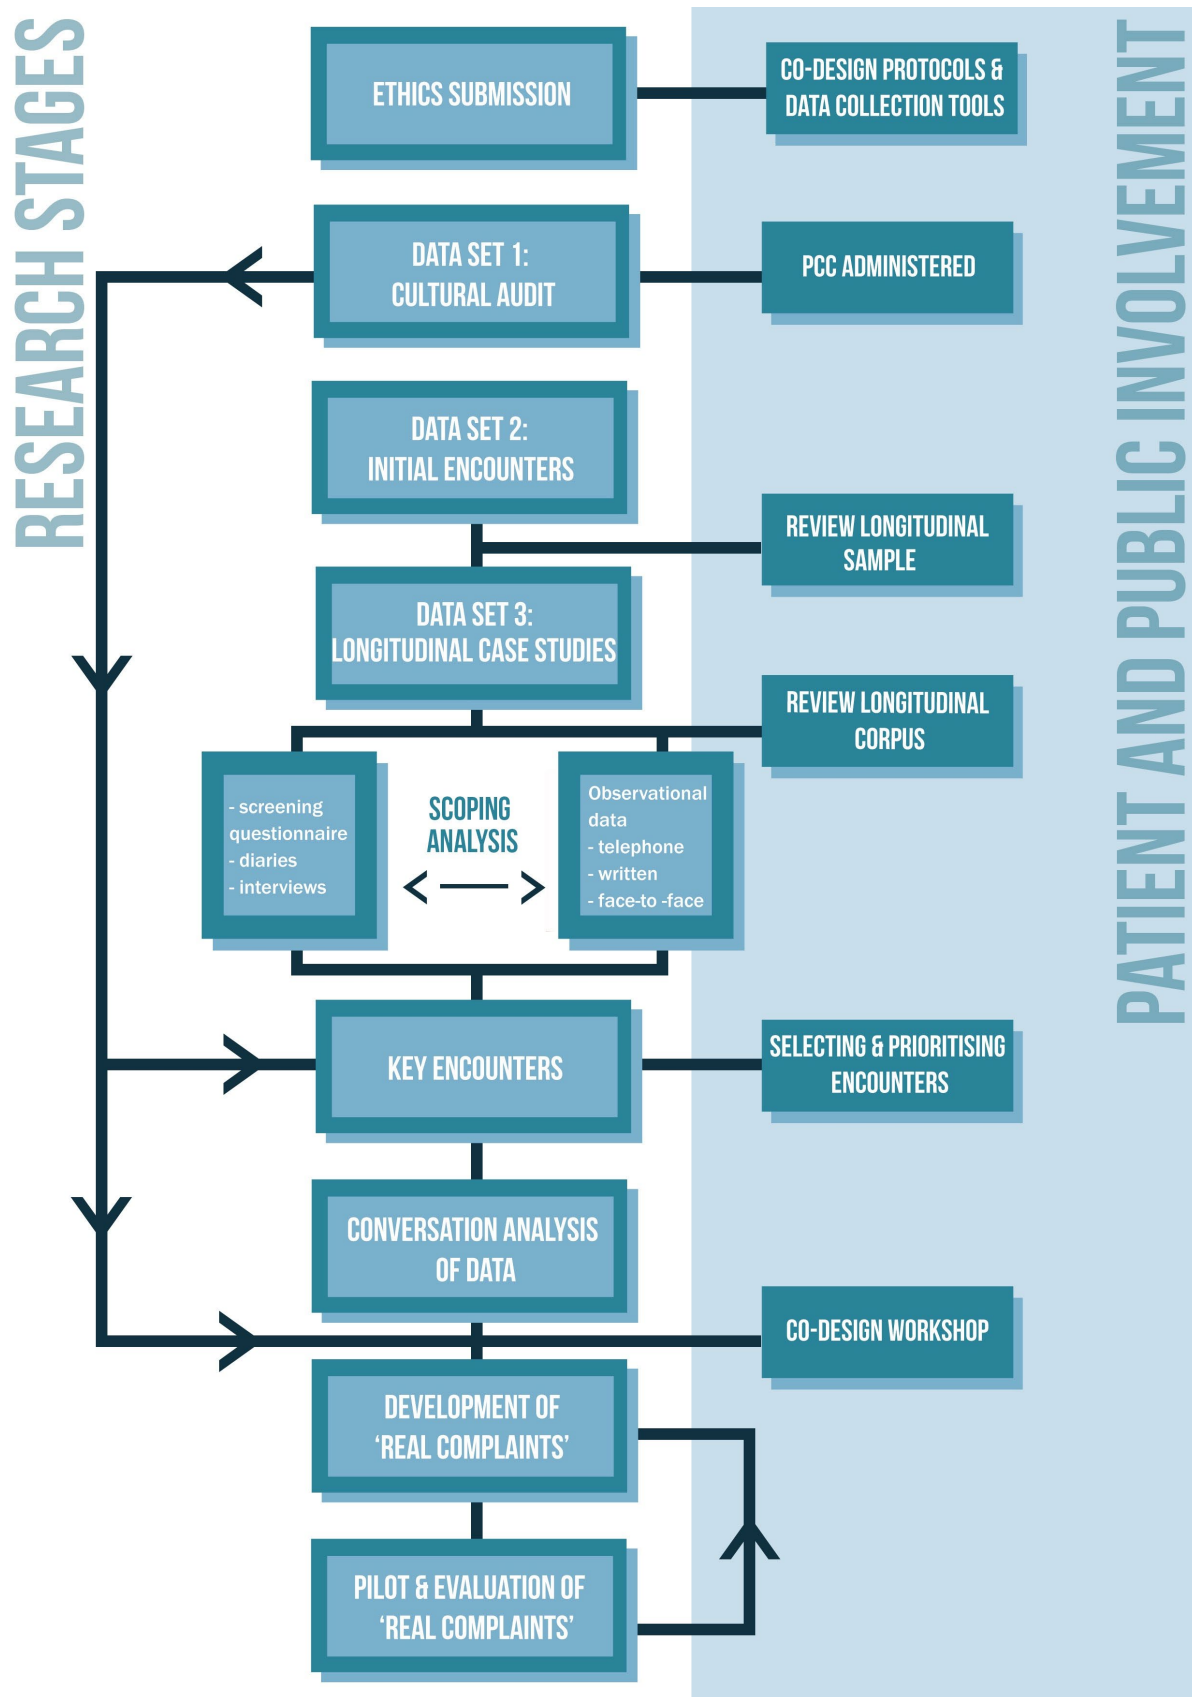 RESEARCH STAGES
PATIENT AND PUBLIC INVOLVEMENT
ETHICS SUBMISSION
CO-DESIGN PROTOCOLS &
DATA COLLECTION TOOLS
DATA SET 1:
CULTURAL AUDIT
PCC ADMINISTERED
DATA SET 2:
INITIAL ENCOUNTERS
REVIEW LONGITUDINAL
SAMPLE
DATA SET 3:
LONGITUDINAL CASE STUDIES
REVIEW LONGITUDINAL
CORPUS
- screening
questionnaire
- diaries
- interviews
SCOPING
ANALYSIS
Observational
data
- telephone
- written
- face-to -face
KEY ENCOUNTERS
SELECTING & PRIORITISING
ENCOUNTERS
CONVERSATION ANALYSIS
OF DATA
CO-DESIGN WORKSHOP
DEVELOPMENT OF
‘REAL COMPLAINTS’
PILOT & EVALUATION OF
‘REAL COMPLAINTS’